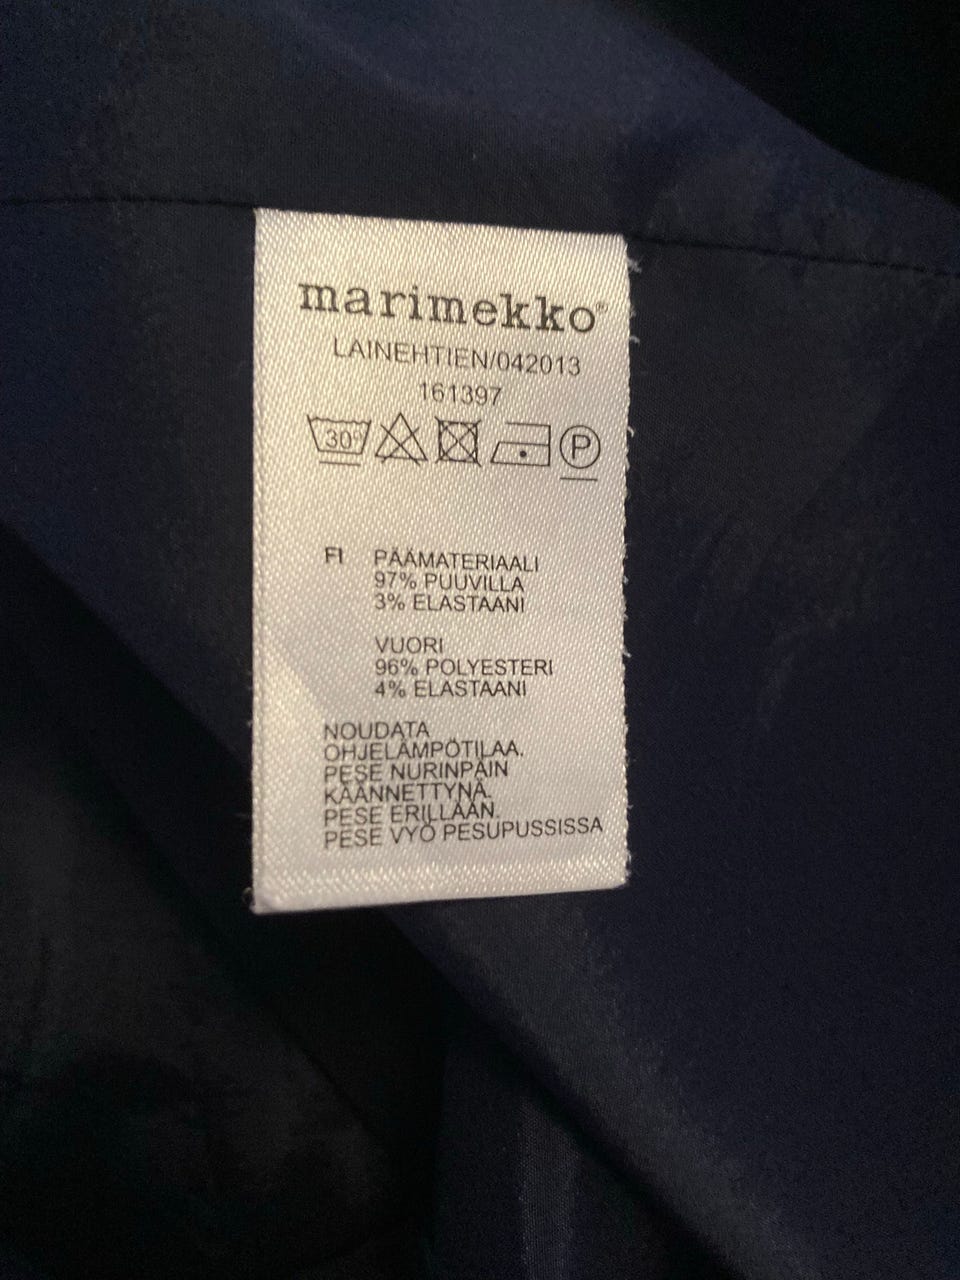 marimekko®
LAINEHTIEN/042013
161397
30° P
FI PÄÄMATERIAALI
97% PUUVILLA
3% ELASTAANI
VUORI
96% POLYESTERI
4% ELASTAANI
NOUDATA
OHJELÄMPÖTILAA.
PESE NURINPÄIN
KÄÄNNETTYNÄ.
PESE ERILLÄÄN.
PESE VYÖ PESUPUSSISSA